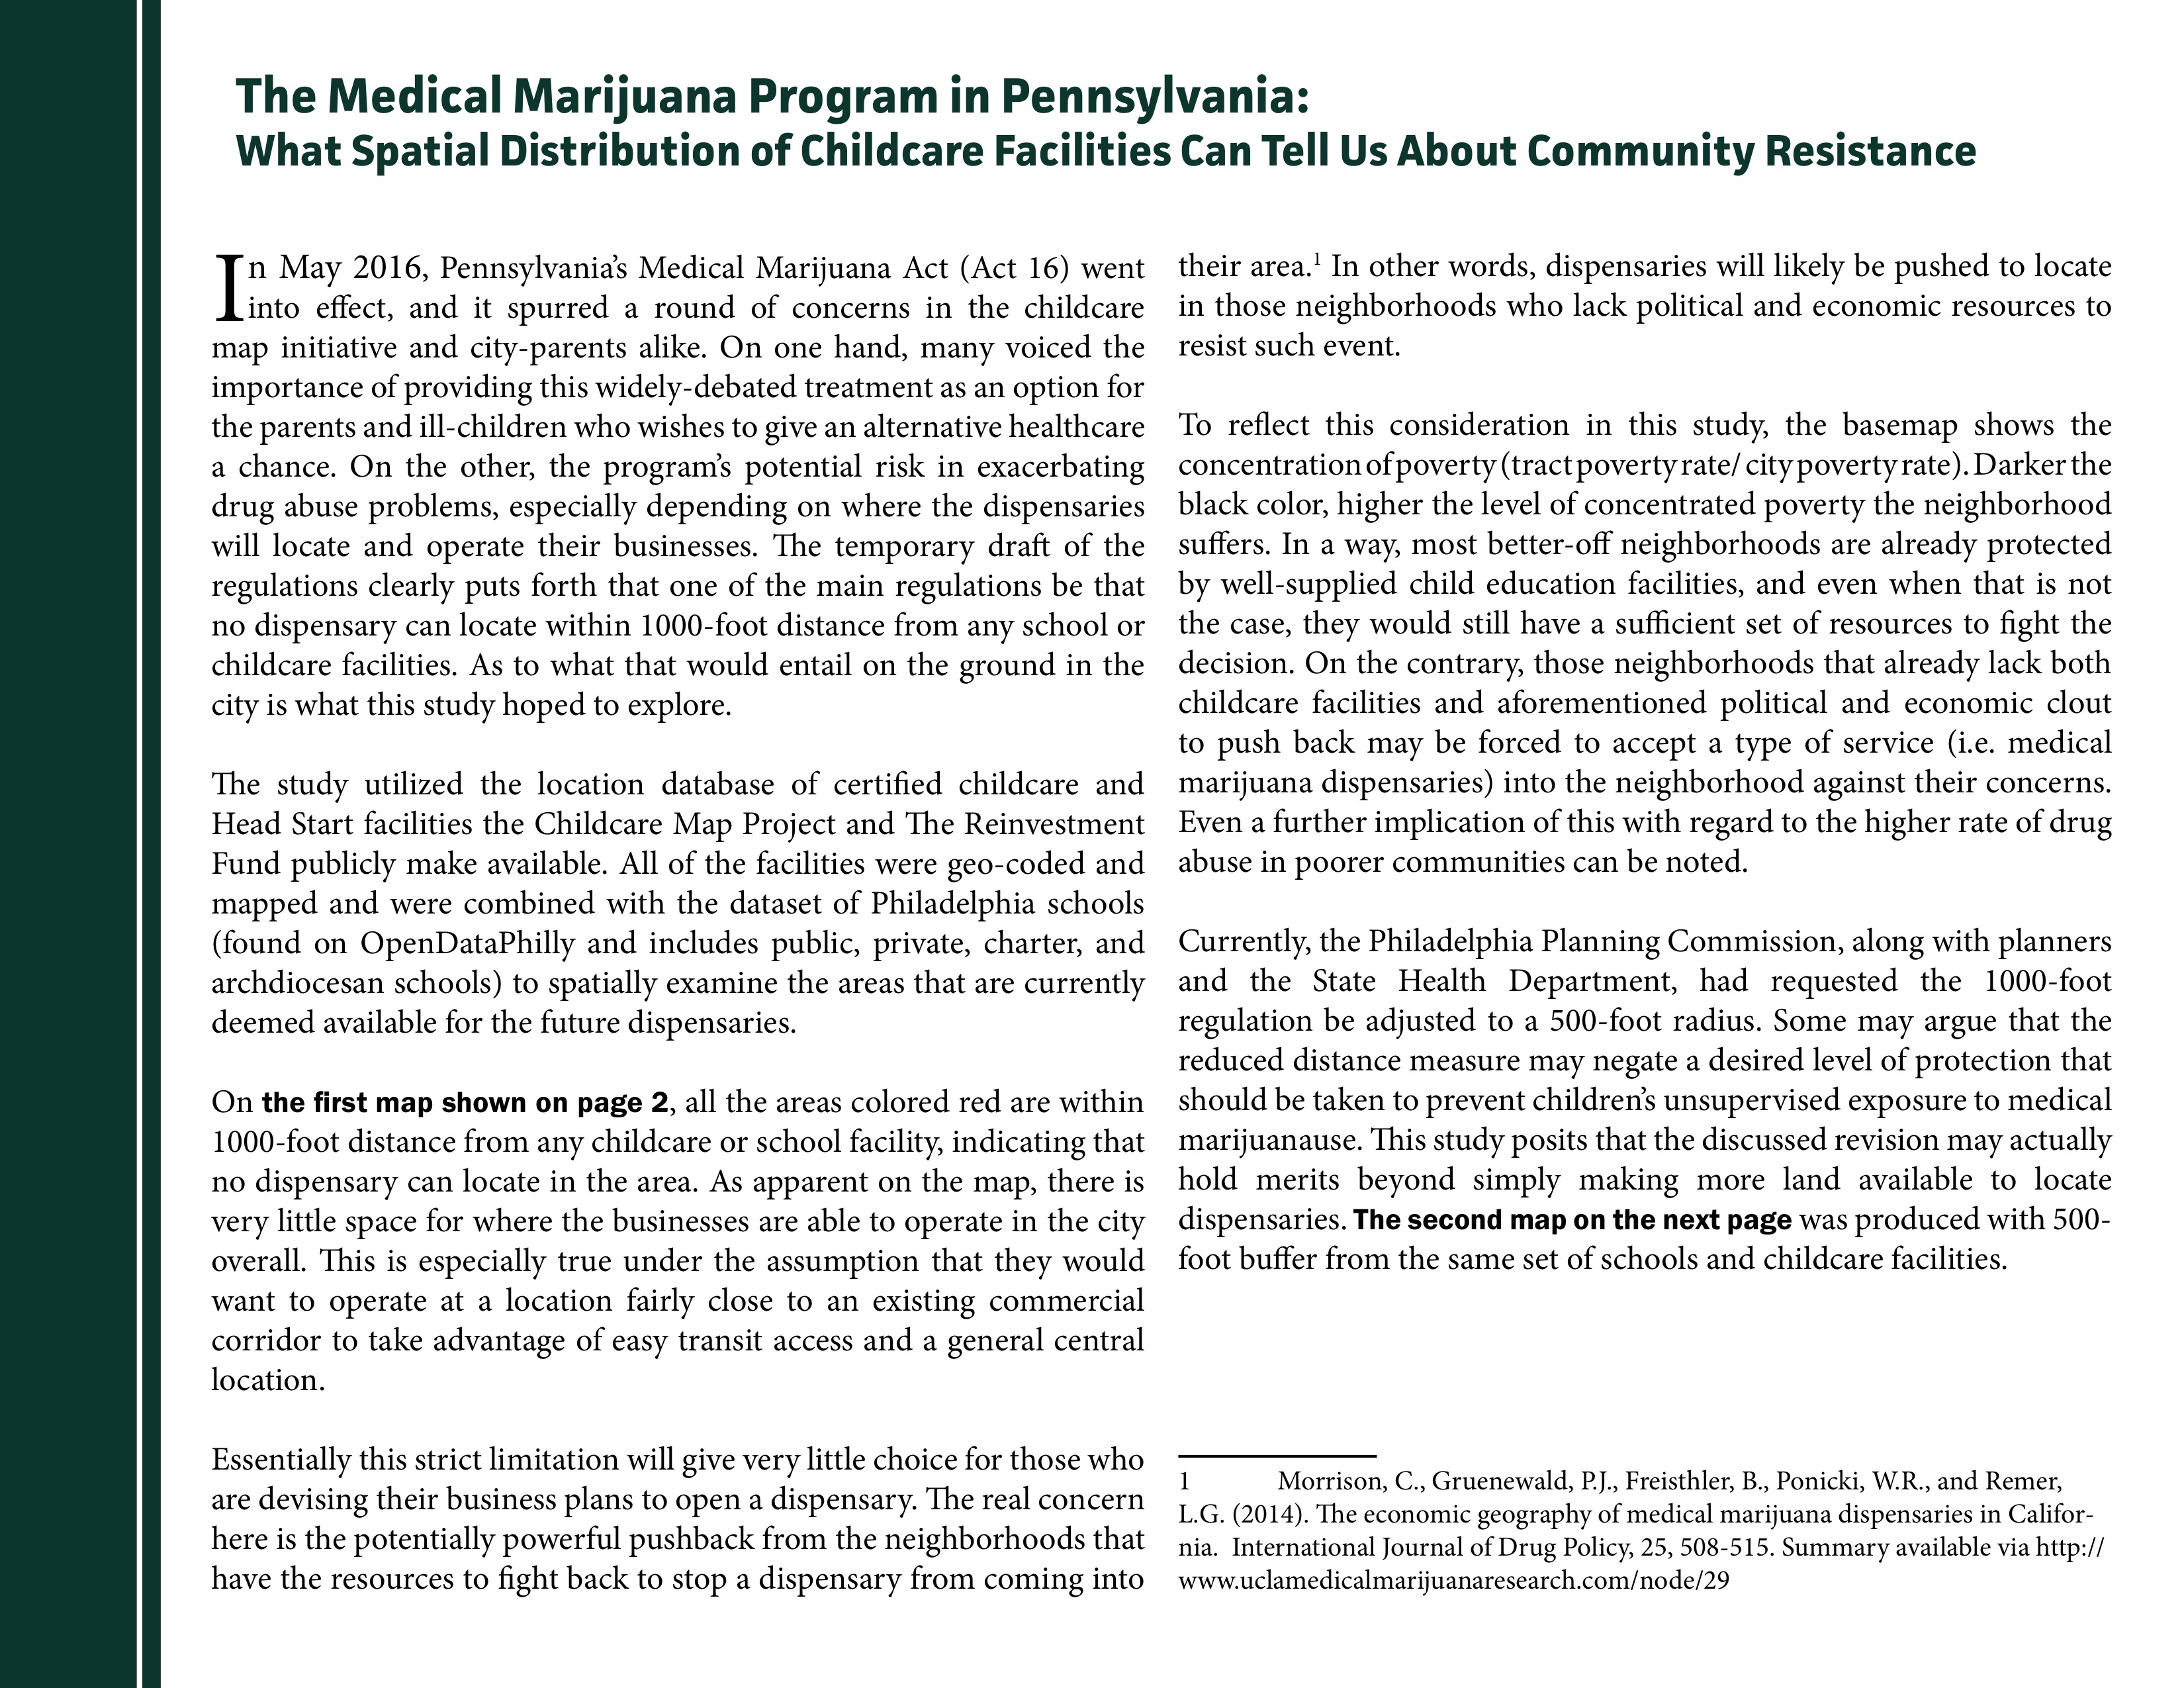 The Medical Marijuana Program in Pennsylvania:
What Spatial Distribution of Childcare Facilities Can Tell Us About Community Resistance
In May 2016, Pennsylvania’s Medical Marijuana Act (Act 16) went
into effect, and it spurred a round of concerns in the childcare
map initiative and city-parents alike. On one hand, many voiced the
importance of providing this widely-debated treatment as an option for
the parents and ill-children who wishes to give an alternative healthcare
a chance. On the other, the program’s potential risk in exacerbating
drug abuse problems, especially depending on where the dispensaries
will locate and operate their businesses. The temporary draft of the
regulations clearly puts forth that one of the main regulations be that
no dispensary can locate within 1000-foot distance from any school or
childcare facilities. As to what that would entail on the ground in the
city is what this study hoped to explore.
The study utilized the location database of certified childcare and
Head Start facilities the Childcare Map Project and The Reinvestment
Fund publicly make available. All of the facilities were geo-coded and
mapped and were combined with the dataset of Philadelphia schools
(found on OpenDataPhilly and includes public, private, charter, and
archdiocesan schools) to spatially examine the areas that are currently
deemed available for the future dispensaries.
On the first map shown on page 2, all the areas colored red are within
1000-foot distance from any childcare or school facility, indicating that
no dispensary can locate in the area. As apparent on the map, there is
very little space for where the businesses are able to operate in the city
overall. This is especially true under the assumption that they would
want to operate at a location fairly close to an existing commercial
corridor to take advantage of easy transit access and a general central
location.
Essentially this strict limitation will give very little choice for those who
are devising their business plans to open a dispensary. The real concern
here is the potentially powerful pushback from the neighborhoods that
have the resources to fight back to stop a dispensary from coming into
their area.1 In other words, dispensaries will likely be pushed to locate
in those neighborhoods who lack political and economic resources to
resist such event.
To reflect this consideration in this study, the basemap shows the
concentration of poverty (tract poverty rate/ city poverty rate). Darker the
black color, higher the level of concentrated poverty the neighborhood
suffers. In a way, most better-off neighborhoods are already protected
by well-supplied child education facilities, and even when that is not
the case, they would still have a sufficient set of resources to fight the
decision. On the contrary, those neighborhoods that already lack both
childcare facilities and aforementioned political and economic clout
to push back may be forced to accept a type of service (i.e. medical
marijuana dispensaries) into the neighborhood against their concerns.
Even a further implication of this with regard to the higher rate of drug
abuse in poorer communities can be noted.
Currently, the Philadelphia Planning Commission, along with planners
and the State Health Department, had requested the 1000-foot
regulation be adjusted to a 500-foot radius. Some may argue that the
reduced distance measure may negate a desired level of protection that
should be taken to prevent children’s unsupervised exposure to medical
marijuanause. This study posits that the discussed revision may actually
hold merits beyond simply making more land available to locate
dispensaries. The second map on the next page was produced with 500-
foot buffer from the same set of schools and childcare facilities.
1 Morrison, C., Gruenewald, P.J., Freisthler, B., Ponicki, W.R., and Remer,
L.G. (2014). The economic geography of medical marijuana dispensaries in Califor-
nia. International Journal of Drug Policy, 25, 508-515. Summary available via http://
www.uclamedicalmarijuanaresearch.com/node/29